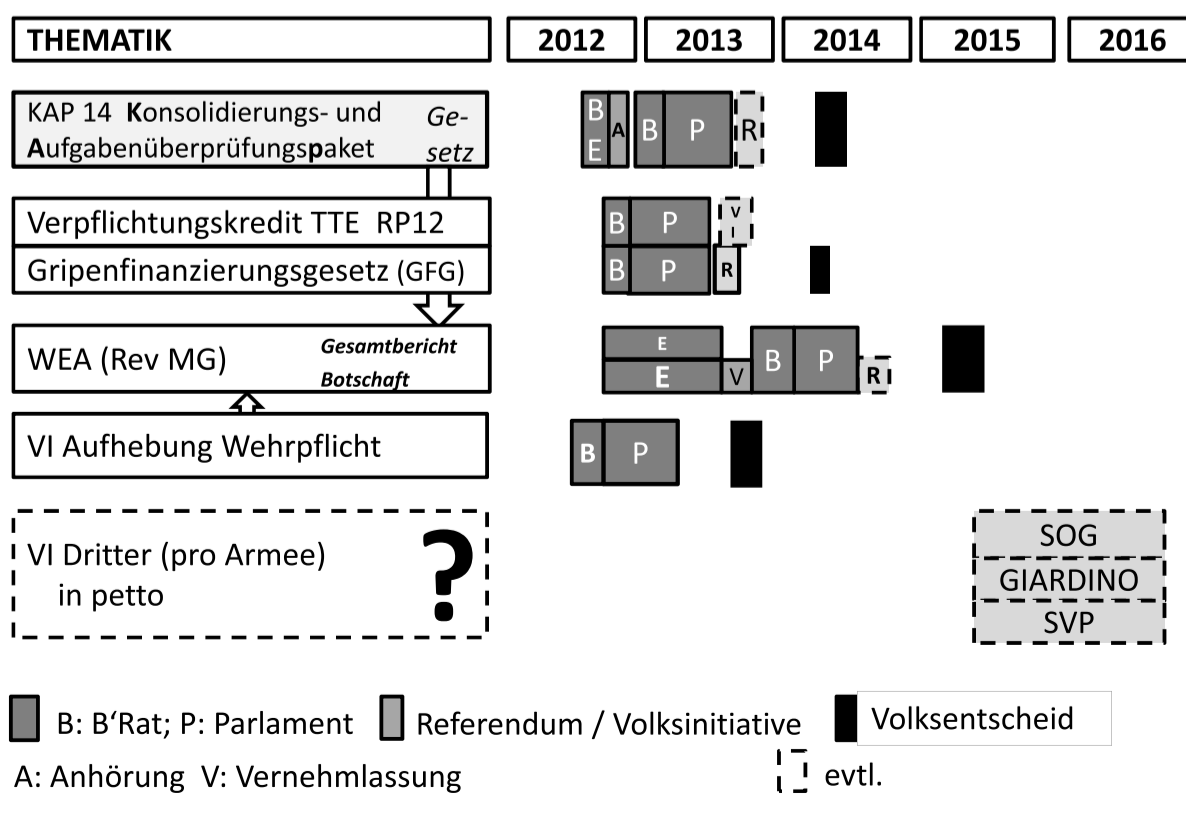 THEMATIK 2012 2013 2014 2015 2016
KAP 14 Konsolidierungs- und Ge-
Aufgabenüberprüfungspaket setz
B E A B P R
Verpflichtungskredit TTE RP12 B P V I
Gripenfinanzierungsgesetz (GFG) B P R
WEA (Rev MG) Gesamtbericht E
Botschaft E V B P R
VI Aufhebung Wehrpflicht B P
VI Dritter (pro Armee) ?
in petto
SOG
GIARDINO
SVP
B: B‘Rat; P: Parlament Referendum / Volksinitiative Volksentscheid
A: Anhörung V: Vernehmlassung evtl.